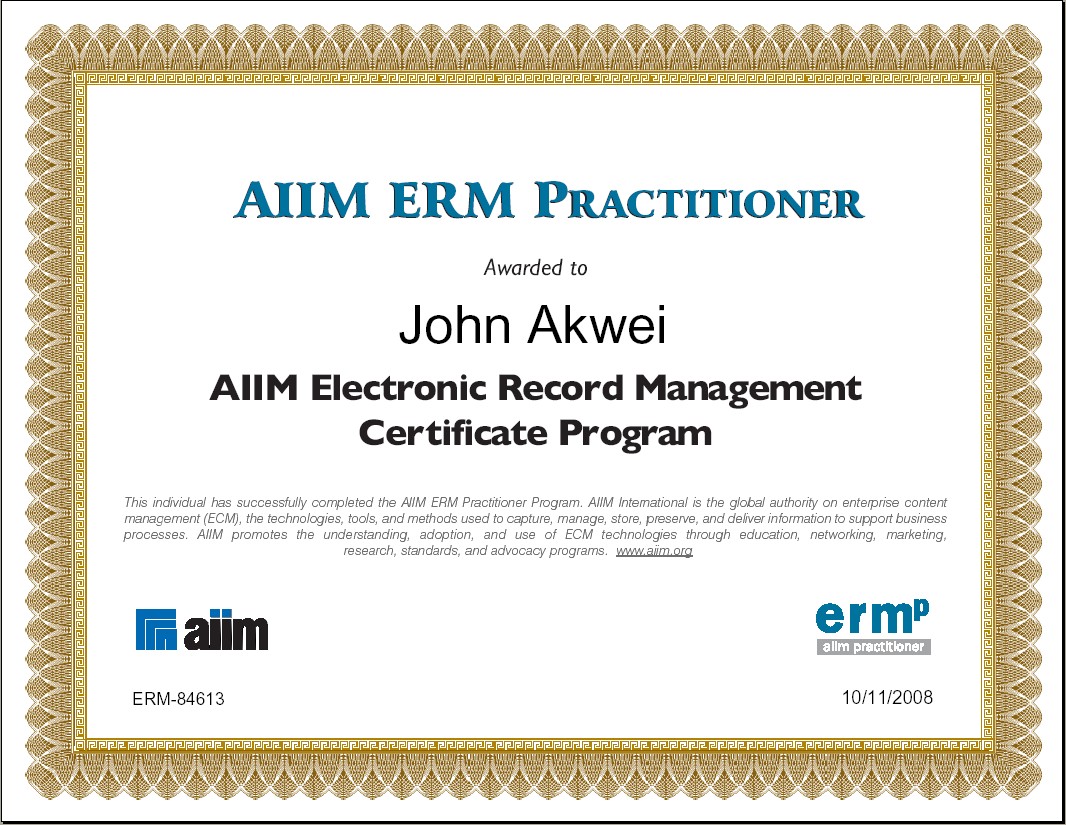 AIIM ERM PRACTITIONER
Awarded to
John Akwei
AIIM Electronic Record Management
Certificate Program
This individual has successfully completed the AIIM ERM Practitioner Program. AIIM International is the global authority on enterprise content
management (ECM), the technologies, tools, and methods used to capture, manage, store, preserve, and deliver information to support business
processes. AIIM promotes the understanding, adoption, and use of ECM technologies through education, networking, marketing,
research, standards, and advocacy programs. www.aiim.org
aiim
ermp
aiim practitioner
ERM-84613
10/11/2008